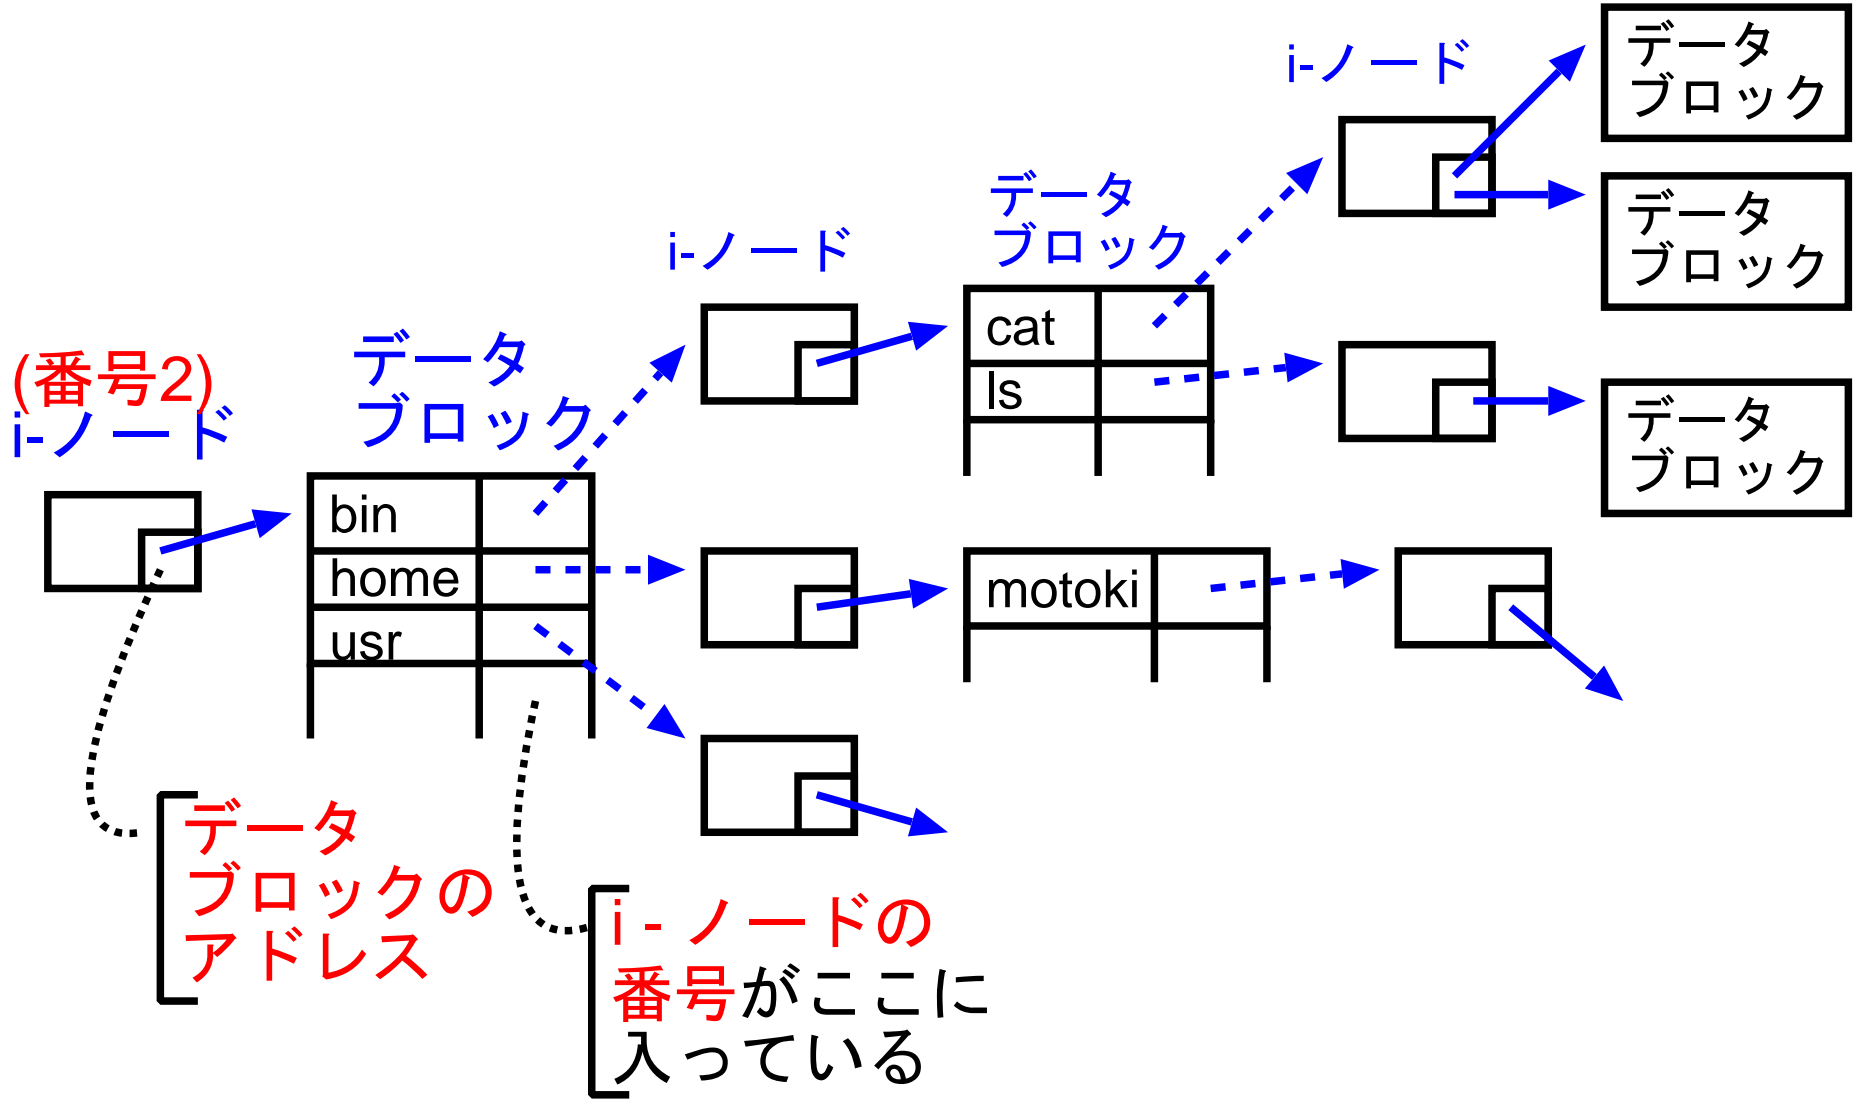 (番号2)
i-ノード
データ
ブロック
bin
home
usr
i-ノード
データ
ブロック
cat
ls
motoki
i-ノード
データ
ブロック
データ
ブロック
データ
ブロック
データ
ブロックの
アドレス
i - ノードの
番号がここに
入っている